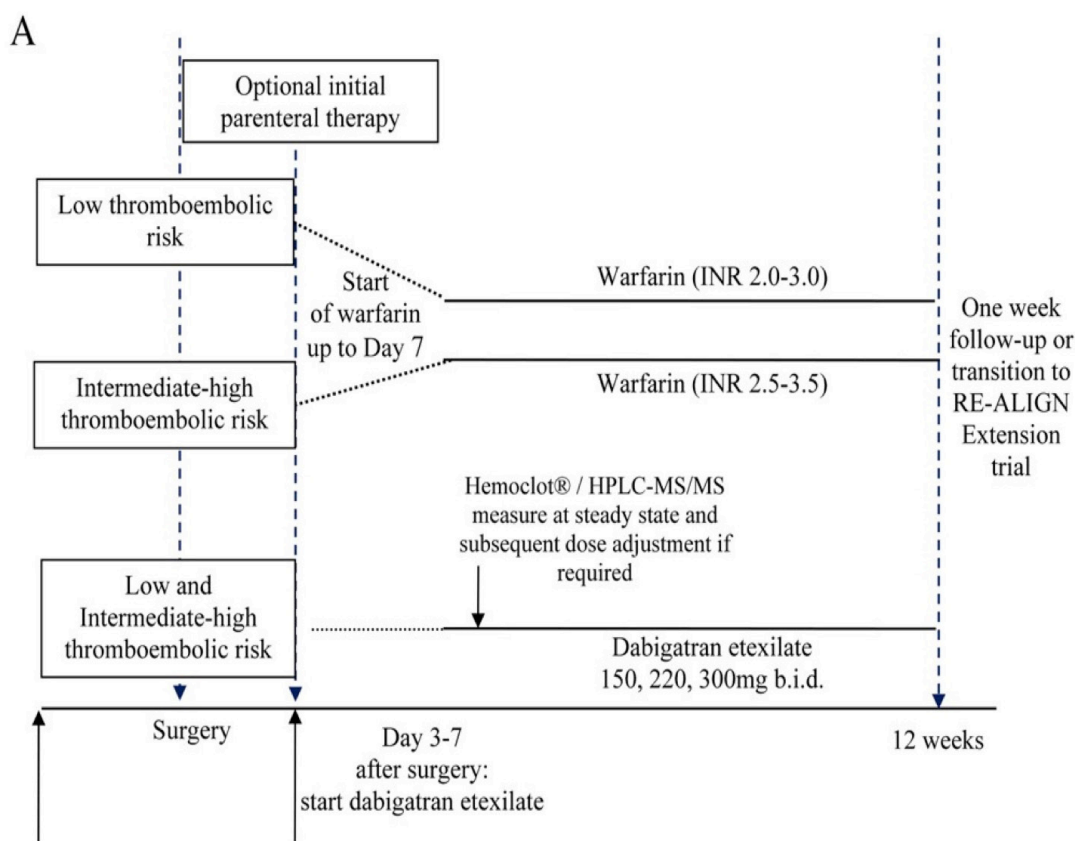 A
Optional initial
parenteral therapy
Low thromboembolic
risk
Start
of warfarin
up to Day 7
Warfarin (INR 2.0-3.0)
Intermediate-high
thromboembolic risk
Warfarin (INR 2.5-3.5)
One week
follow-up or
transition to
RE-ALIGN
Extension
trial
Hemoclot® / HPLC-MS/MS
measure at steady state and
subsequent dose adjustment if
required
Low and
Intermediate-high
thromboembolic risk
Dabigatran etexilate
150, 220, 300mg b.i.d.
Surgery
Day 3-7
after surgery:
start dabigatran etexilate
12 weeks